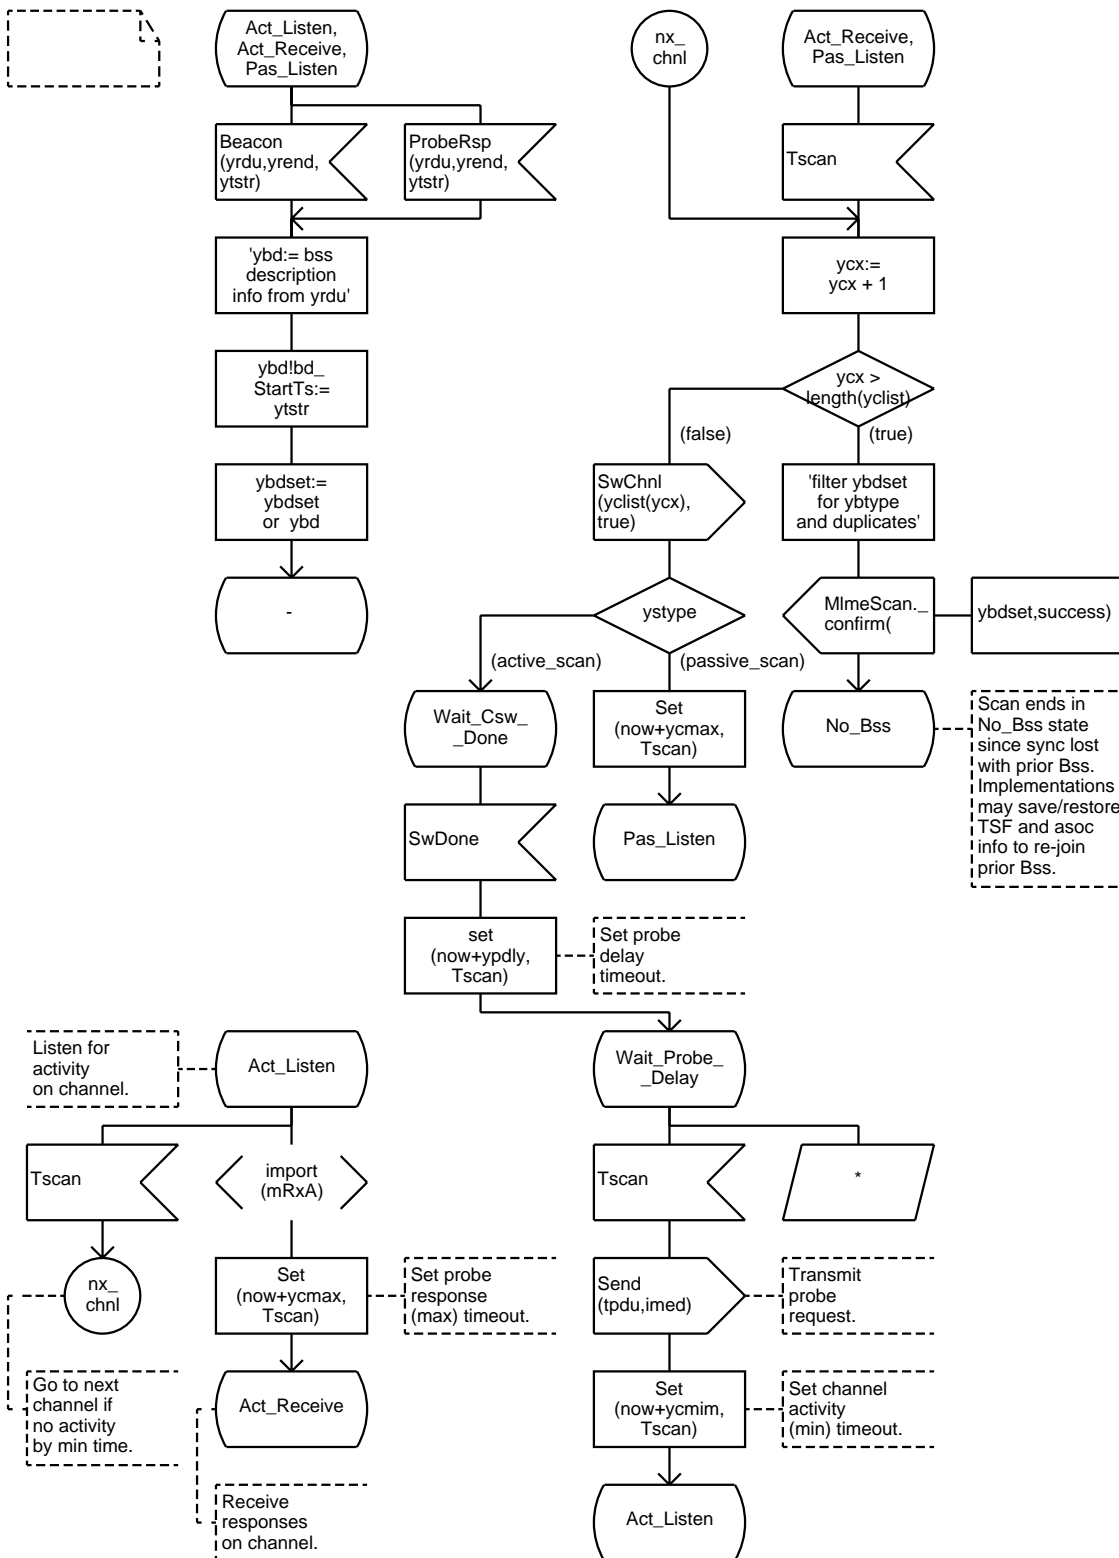 Act_Listen,
Act_Receive,
Pas_Listen
nx_
chnl
Act_Receive,
Pas_Listen
Beacon
(yrdu,yrend,
ytstr)
ProbeRsp
(yrdu,yrend,
ytstr)
Tscan
'ybd:= bss
description
info from yrdu'
ycx:=
ycx + 1
ybd!bd_
StartTs:=
ytstr
ycx >
length(yclist)
(false)
(true)
ybdset:=
ybdset
or ybd
SwChnl
(yclist(ycx),
true)
'filter ybdset
for ybtype
and duplicates'
-
ystype
MlmeScan._
confirm(
ybdset,success)
(active_scan)
(passive_scan)
Wait_Csw_
_Done
Set
(now+ycmax,
Tscan)
No_Bss
Scan ends in
No_Bss state
since sync lost
with prior Bss.
Implementations
may save/restore
TSF and asoc
info to re-join
prior Bss.
SwDone
Pas_Listen
set
(now+ypdly,
Tscan)
Set probe
delay
timeout.
Listen for
activity
on channel.
Act_Listen
Wait_Probe_
_Delay
Tscan
import
(mRxA)
Tscan
*
nx_
chnl
Set
(now+ycmax,
Tscan)
Set probe
response
(max) timeout.
Send
(tpdu,imed)
Transmit
probe
request.
Go to next
channel if
no activity
by min time.
Act_Receive
Set
(now+ycmim,
Tscan)
Set channel
activity
(min) timeout.
Receive
responses
on channel.
Act_Listen